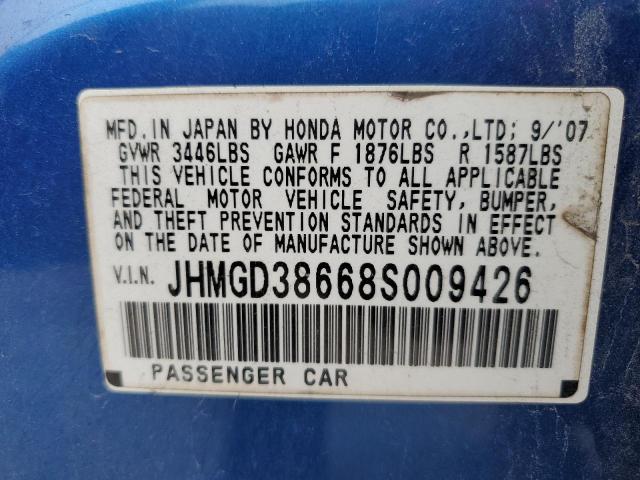 MFD. IN JAPAN BY HONDA MOTOR CO.,LTD; 9/'07
GVWR 3446LBS GAWR F 1876LBS R 1587LBS
THIS VEHICLE CONFORMS TO ALL APPLICABLE
FEDERAL MOTOR VEHICLE SAFETY, BUMPER,
AND THEFT PREVENTION STANDARDS IN EFFECT
ON THE DATE OF MANUFACTURE SHOWN ABOVE.
V.I.N. JHMGD38668S009426
PASSENGER CAR